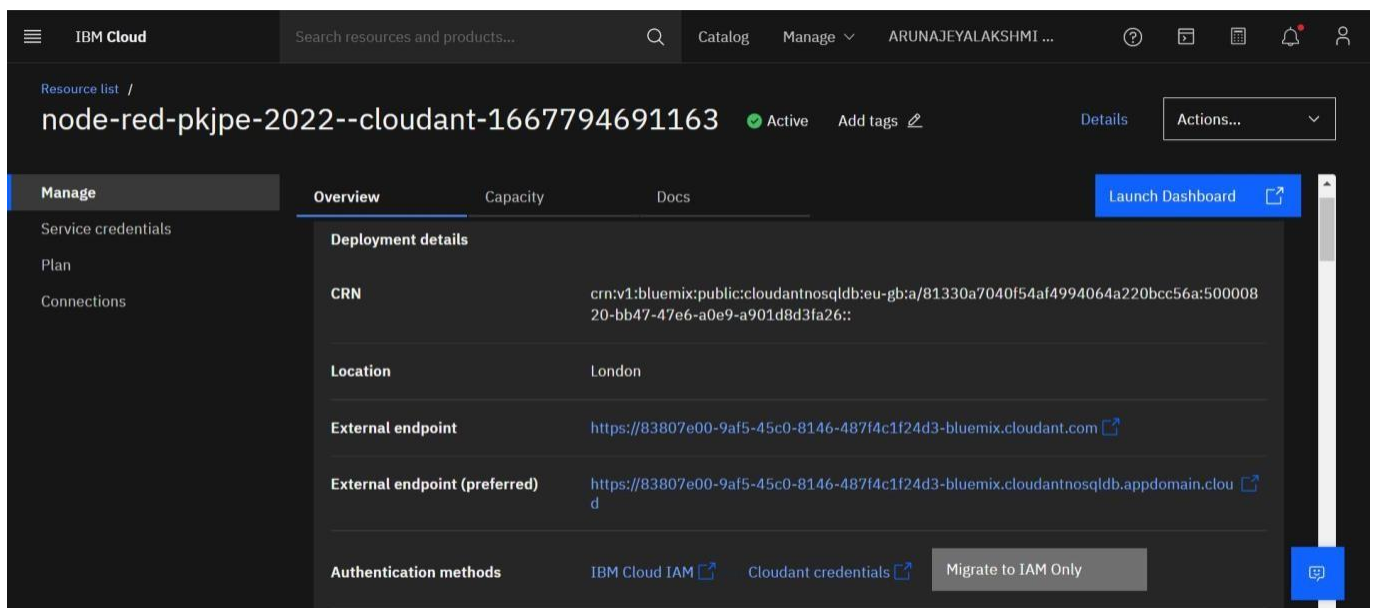 IBM Cloud
Search resources and products...
Catalog
Manage
ARUNAJEYALAKSHMI ...
Resource list /
node-red-pkjpe-2022--cloudant-1667794691163
Active
Add tags
Details
Actions...
Manage
Service credentials
Plan
Connections
Overview
Capacity
Docs
Launch Dashboard
Deployment details
CRN
crn:v1:bluemix:public:cloudantnosqldb:eu-gb:a/81330a7040f54af4994064a220bcc56a:500008
20-bb47-47e6-a0e9-a901d8d3fa26::
Location
London
External endpoint
https://83807e00-9af5-45c0-8146-487f4c1f24d3-bluemix.cloudant.com
External endpoint (preferred)
https://83807e00-9af5-45c0-8146-487f4c1f24d3-bluemix.cloudantnosqldb.appdomain.clou
d
Authentication methods
IBM Cloud IAM
Cloudant credentials
Migrate to IAM Only